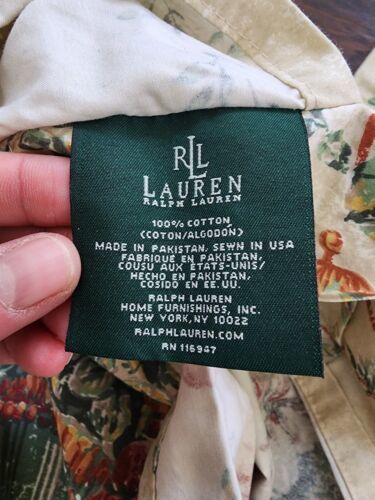 RLL
LAUREN
RALPH LAUREN
100% COTTON
(COTON/ALGODON)
MADE IN PAKISTAN, SEWN IN USA
FABRIQUÉ EN PAKISTAN,
COUSU AUX ÉTATS-UNIS/
HECHO EN PAKISTAN,
COSIDO EN EE.UU.
RALPH LAUREN
HOME FURNISHINGS, INC.
NEW YORK, NY 10022
RALPHLAUREN.COM
RN 116947